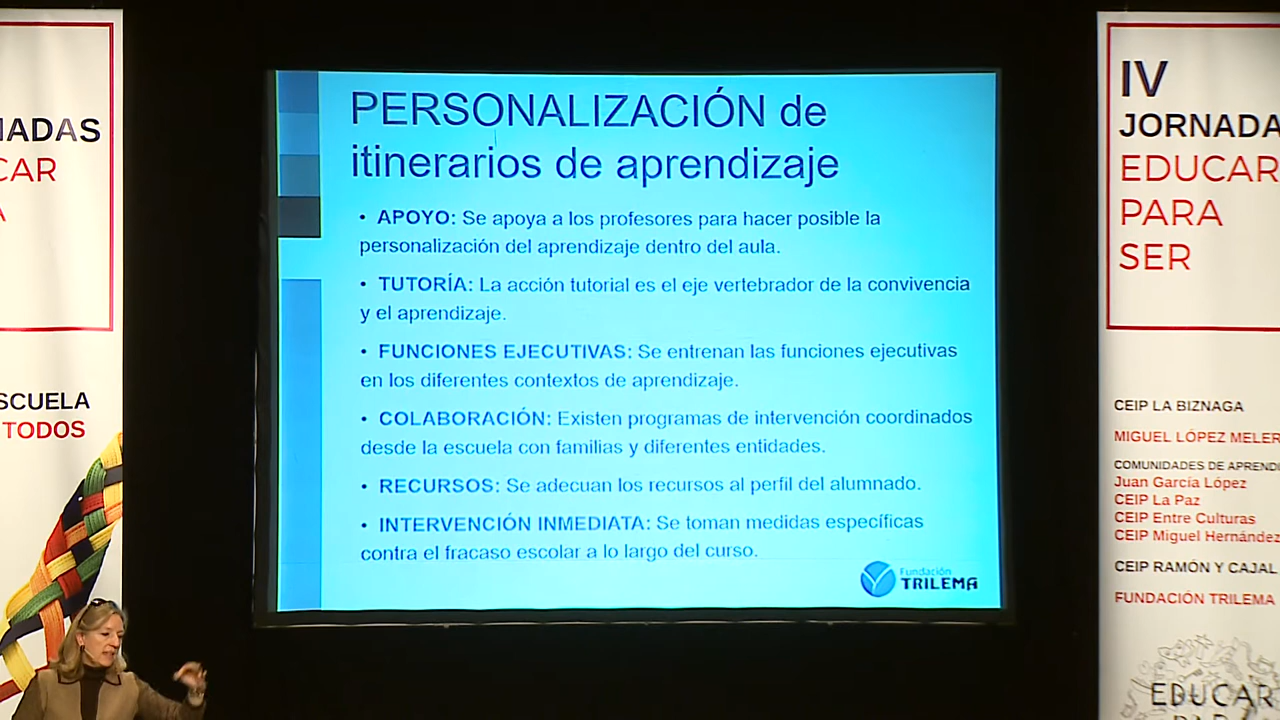 CAR
SCUELA
TODOS
PERSONALIZACIÓN de
itinerarios de aprendizaje
• APOYO: Se apoya a los profesores para hacer posible la
personalización del aprendizaje dentro del aula.
• TUTORÍA: La acción tutorial es el eje vertebrador de la convivencia
y el aprendizaje.
• FUNCIONES EJECUTIVAS: Se entrenan las funciones ejecutivas
en los diferentes contextos de aprendizaje.
• COLABORACIÓN: Existen programas de intervención coordinados
desde la escuela con familias y diferentes entidades.
• RECURSOS: Se adecuan los recursos al perfil del alumnado.
• INTERVENCIÓN INMEDIATA: Se toman medidas específicas
contra el fracaso escolar a lo largo del curso.
Fundación
TRILEMA
IV
JORNADA
EDUCAR
PARA
SER
CEIP LA BIZNAGA
MIGUEL LÓPEZ MELER
COMUNIDADES DE APREND
Juan García López
CEIP La Paz
CEIP Entre Culturas
CEIP Miguel Hernández
CEIP RAMÓN Y CAJAL
FUNDACIÓN TRILEMA
EDUCAR